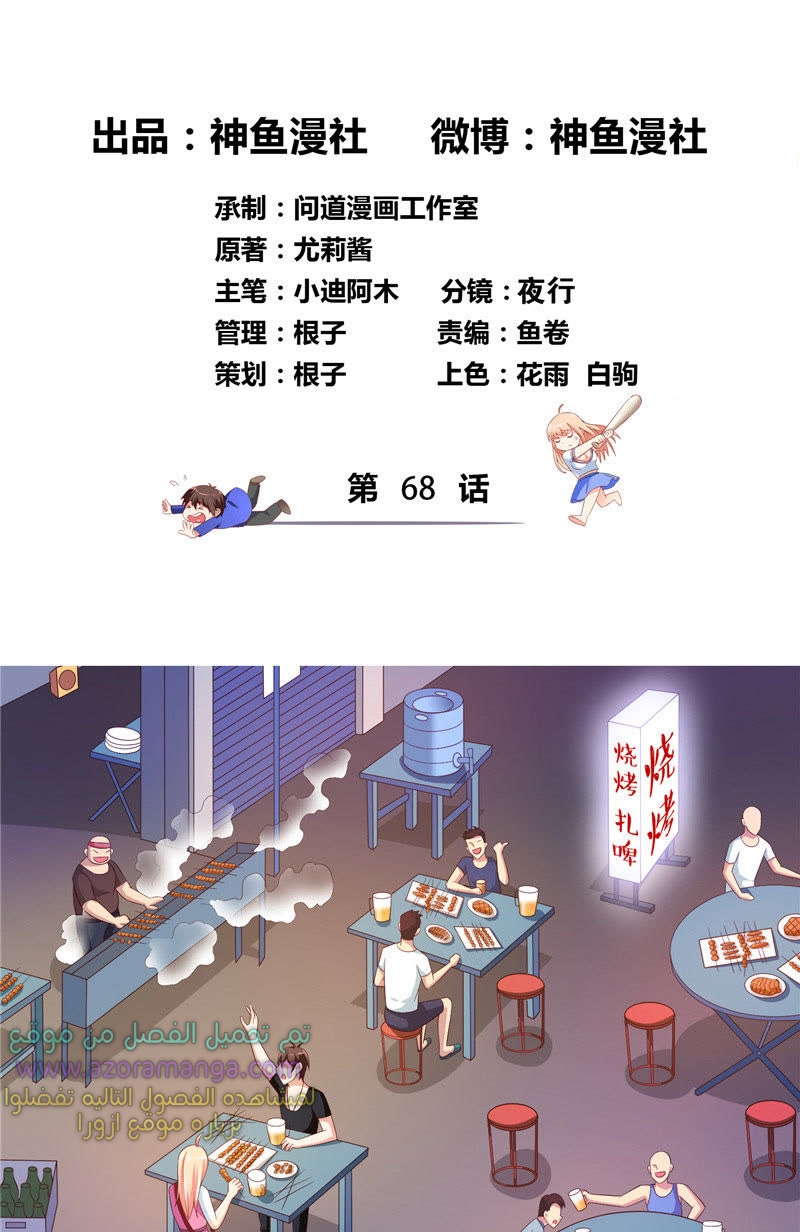 出品：神鱼漫社 微博：神鱼漫社
承制：问道漫画工作室
原著：尤莉酱
主笔：小迪阿木 分镜：夜行
管理：根子 责编：鱼卷
策划：根子 上色：花雨 白驹
第 68 话
烧烤
烧烤 扎啤
تم تحميل الفصل من موقع
www.azoramanga.com
لمشاهده الفصول التاليه تفضلوا
بزياره موقع ازورا